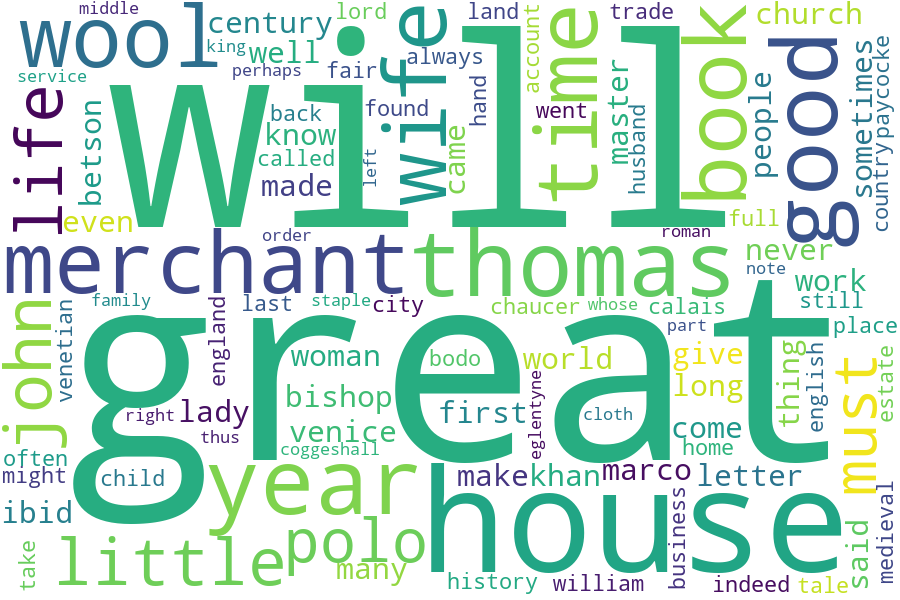 middle
lord
land
trade
church
wool
century
king
well
always
account
service
perhaps
fair
wife
time
book
good
life
will
back
found
hand
went
master
people
sometimes
paycocke
country
betson
know
called
made
left
came
husband
even
full
order
roman
never
merchant
thomas
note
work
still
john
family
last
staple
city
chaucer
whose
calais
part
place
venetian
england
great
woman
bodo
world
give
thing
english
estate
must
bishop
long
right
lady
first
eglentyne
cloth
thus
venice
come
home
often
coggeshall
might
child
year
make
khan
marco
letter
ibid
house
business
medieval
little
polo
many
said
take
history
william
indeed
tale